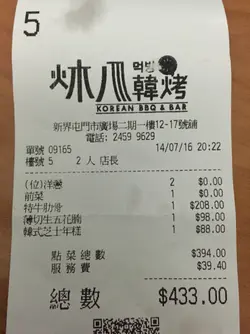 5
炑八韓烤
먹방
KOREAN BBQ & BAR
新界屯門市廣場二期一樓12-17號舖
電話: 2459 9629
單號 09165 14/07/16 20:22
樓號 5 2 人 店長
(位)洋蔥 2 $0.00
前菜 1 $0.00
特牛肋骨 1 $208.00
薄切生五花腩 1 $98.00
韓式芝士年糕 1 $88.00
點菜總數 $394.00
服務費 $39.40
總數 $433.00